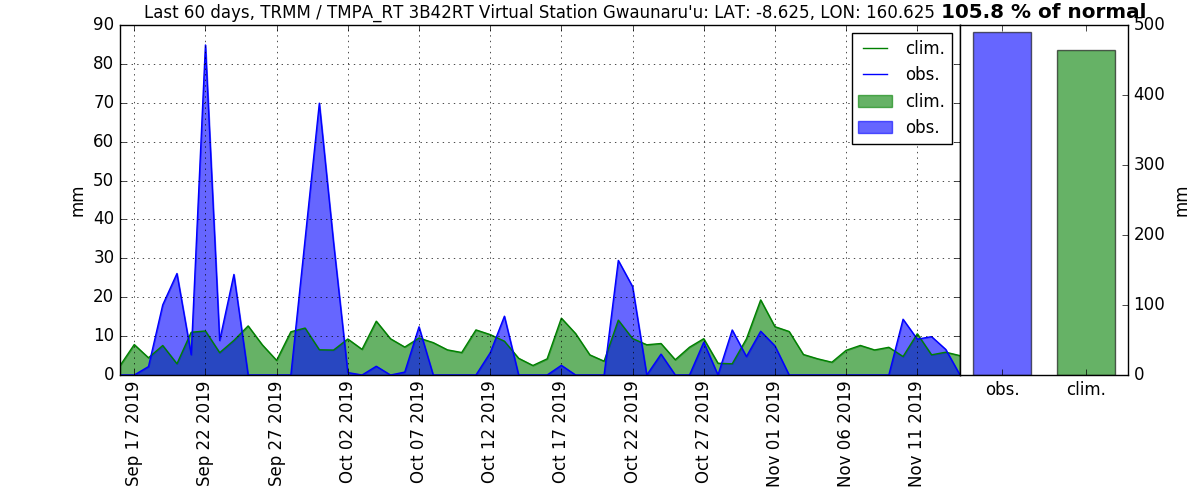 Last 60 days, TRMM / TMPA_RT 3B42RT Virtual Station Gwaunaru'u: LAT: -8.625, LON: 160.625 105.8 % of normal
90
80
70
60
50
40
30
20
10
0
mm
clim.
obs.
clim.
obs.
500
400
300
200
100
0
mm
obs.
clim.
Sep 17 2019
Sep 22 2019
Sep 27 2019
Oct 02 2019
Oct 07 2019
Oct 12 2019
Oct 17 2019
Oct 22 2019
Oct 27 2019
Nov 01 2019
Nov 06 2019
Nov 11 2019